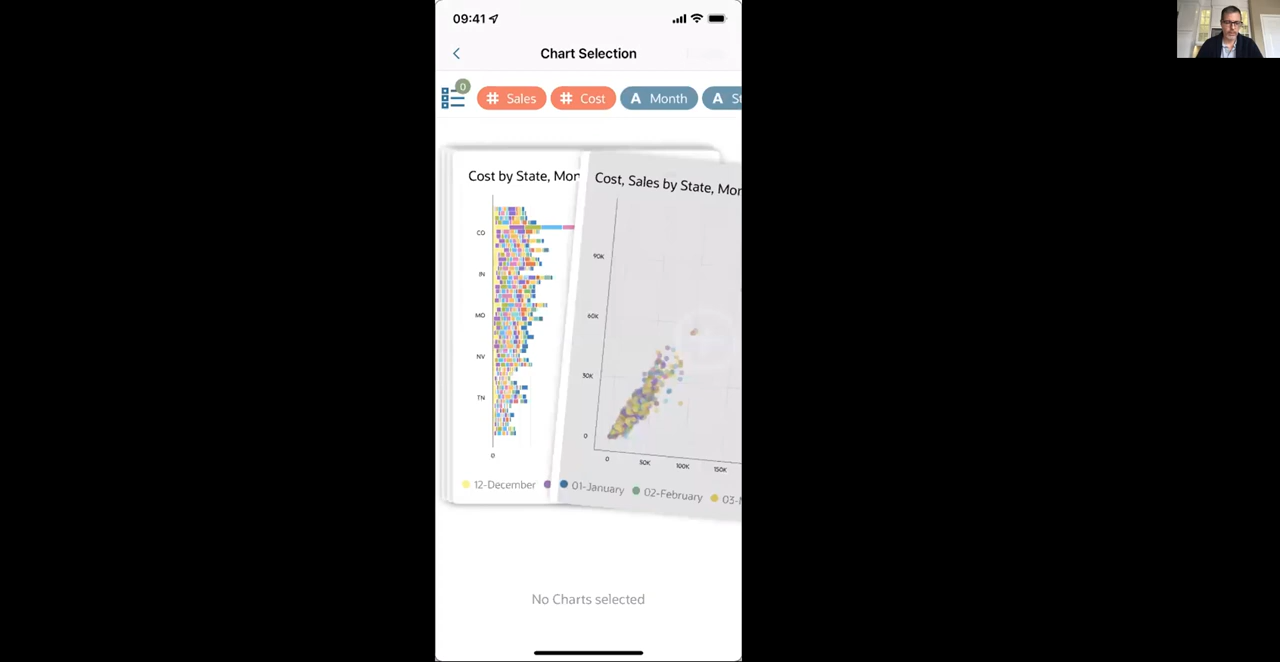 09:41
Chart Selection
0
# Sales # Cost A Month A
Cost by State, Mon
CO
IN
MO
NV
TN
0
12-December
Cost, Sales by State, Mon
90K
60K
30K
0
0 50K 100K 150K
01-January 02-February 03-
No Charts selected